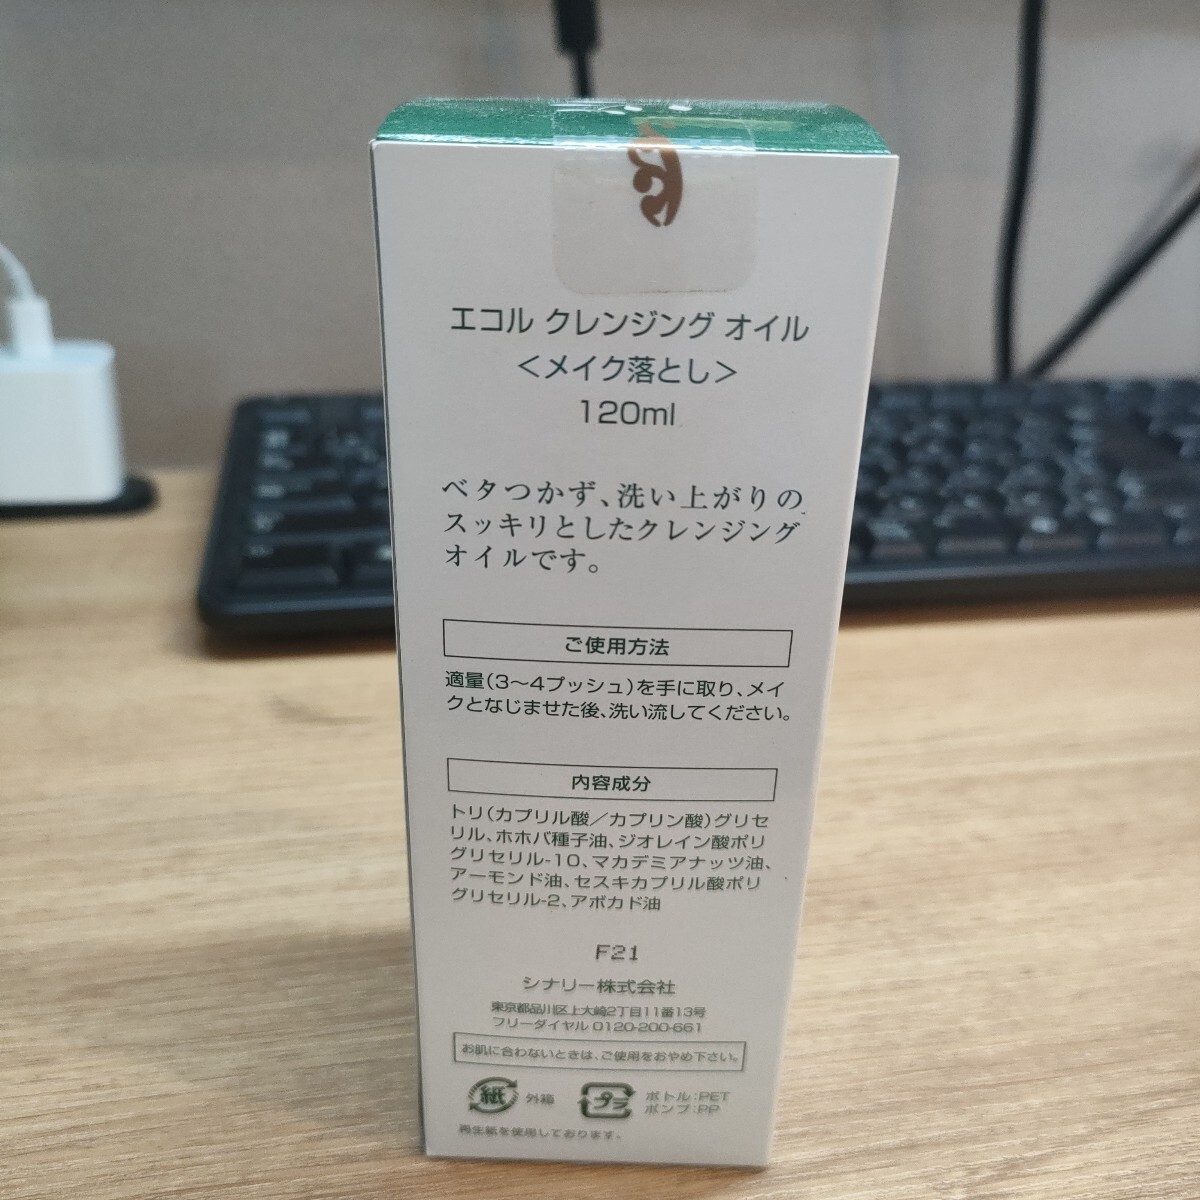 エコル クレンジング オイル
＜メイク落とし＞
120ml
ベタつかず、洗い上がりの
スッキリとしたクレンジング
オイルです。
ご使用方法
適量(3〜4プッシュ)を手に取り、メイ
クとなじませた後、洗い流してください。
内容成分
トリ(カプリル酸／カプリン酸)グリセ
リル、ホホバ種子油、ジオレイン酸ポリ
グリセリル-10、マカデミアナッツ油、
アーモンド油、セスキカプリル酸ポリ
グリセリル-2、アボカド油
F21
シナリー株式会社
東京都品川区上大崎2丁目11番13号
フリーダイヤル 0120-200-661
お肌に合わないときは、ご使用をおやめ下さい。
紙 外箱 プラ ボトル:PET
ポンプ:PP
再生紙を使用しております。